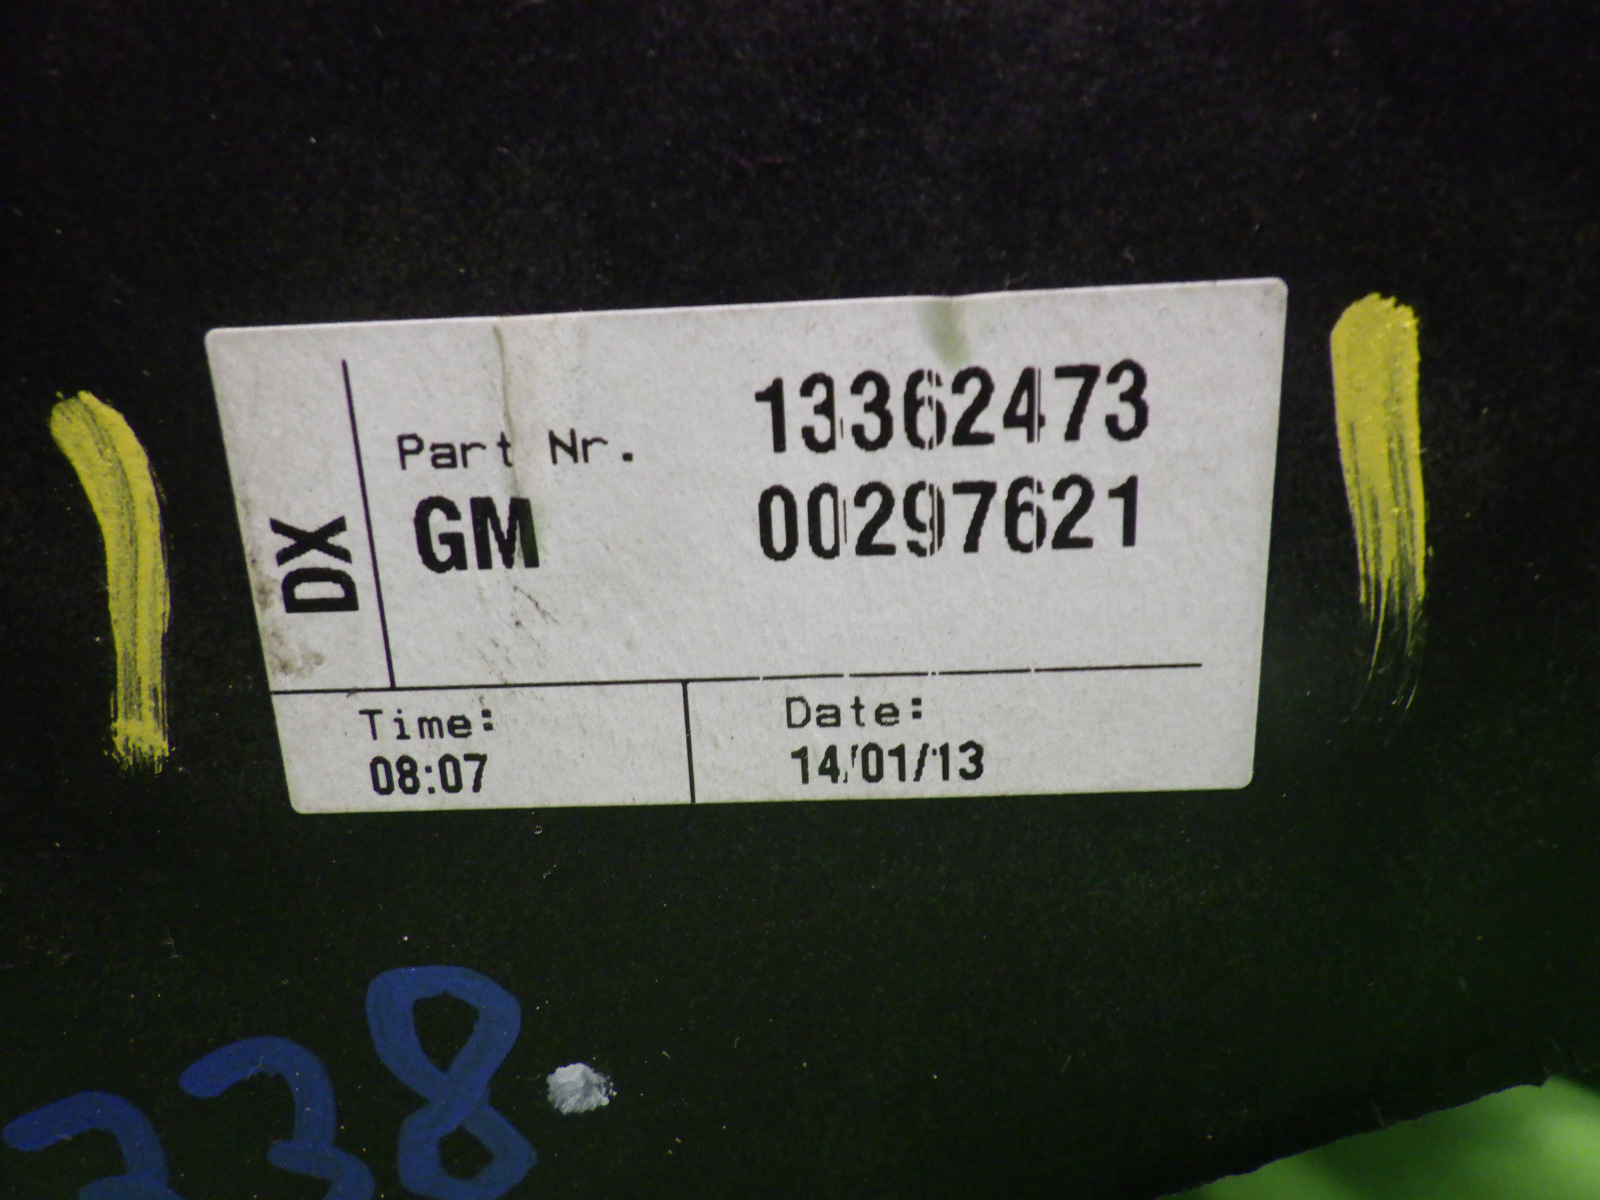 DX
Part Nr. 13362473
GM 00297621
Time:
08:07
Date:
14/01/13
338